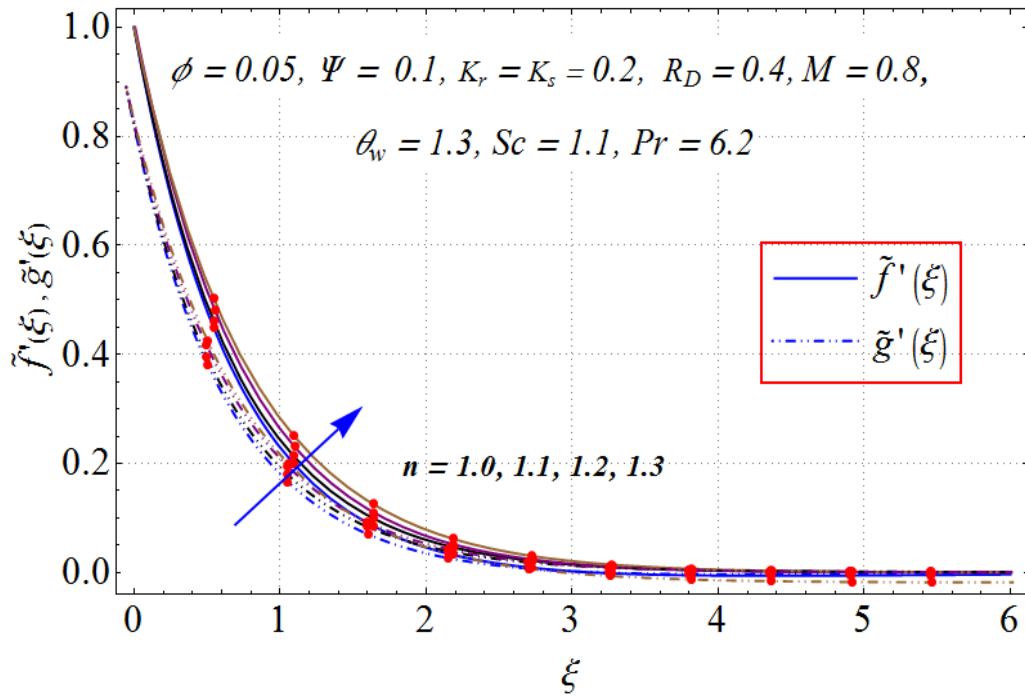 1.0
ϕ = 0.05, Ψ = 0.1, K_r = K_s = 0.2, R_D = 0.4, M = 0.8,
0.8
θ_w = 1.3, Sc = 1.1, Pr = 6.2
0.6
f̃'(ξ)
f̃'(ξ), g̃'(ξ)
g̃'(ξ)
0.4
0.2
n = 1.0, 1.1, 1.2, 1.3
0.0
0 1 2 3 4 5 6
ξ